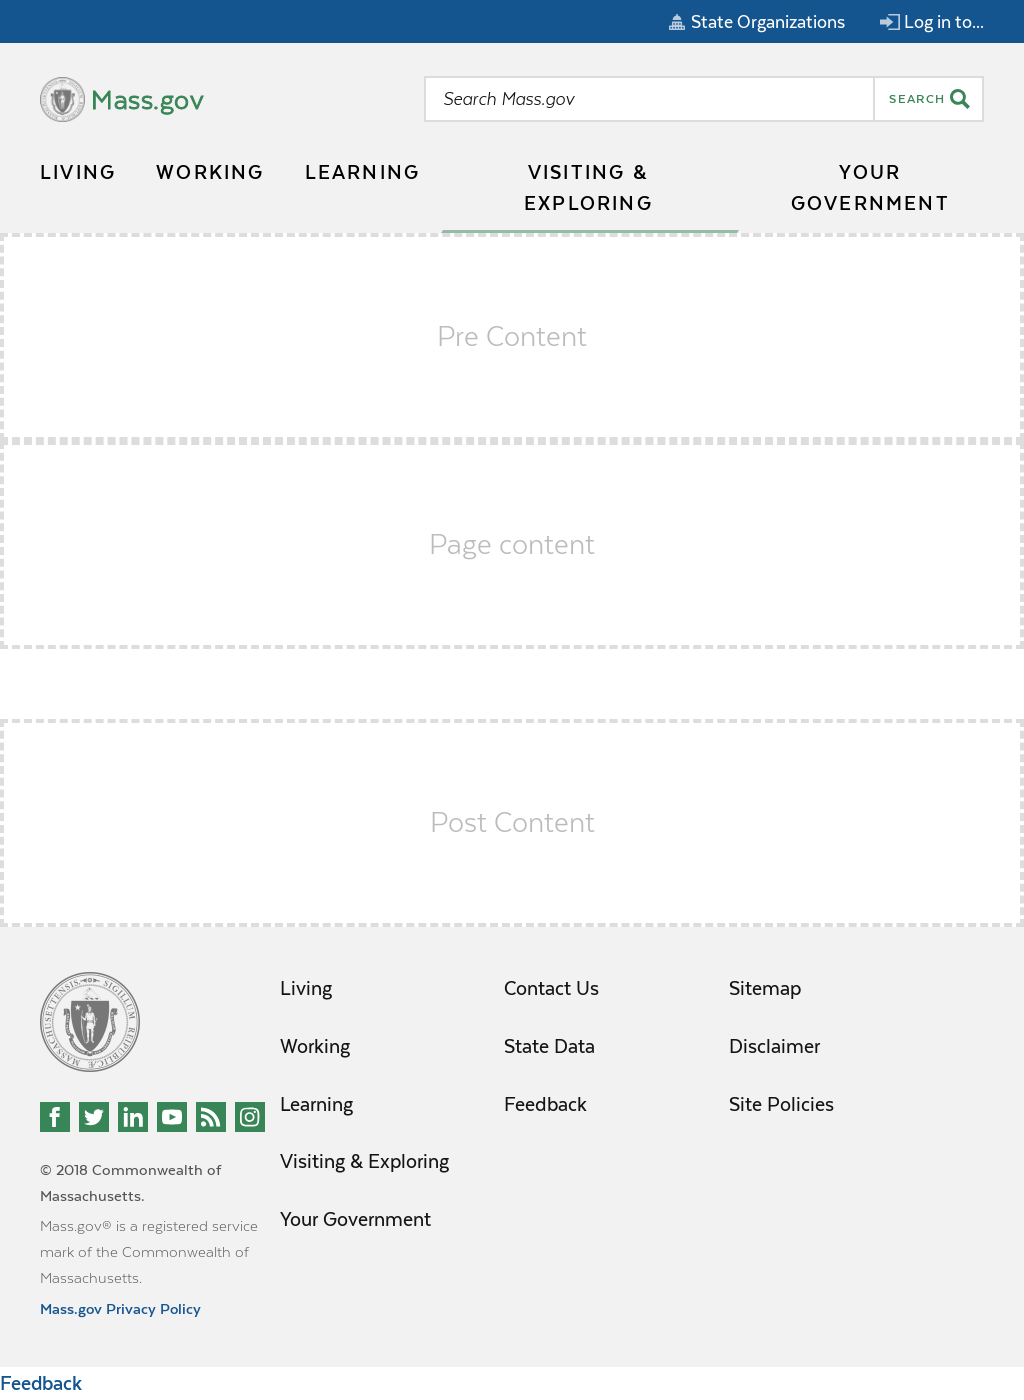 State Organizations
Log in to...
Mass.gov
Search Mass.gov
SEARCH
LIVING
WORKING
LEARNING
VISITING &
EXPLORING
YOUR
GOVERNMENT
Pre Content
Page content
Post Content
SIGILLUM REIPUBLICÆ MASSACHUSETTENSIS
Living
Working
Learning
Visiting & Exploring
Your Government
Contact Us
State Data
Feedback
Sitemap
Disclaimer
Site Policies
© 2018 Commonwealth of
Massachusetts.
Mass.gov® is a registered service
mark of the Commonwealth of
Massachusetts.
Mass.gov Privacy Policy
Feedback